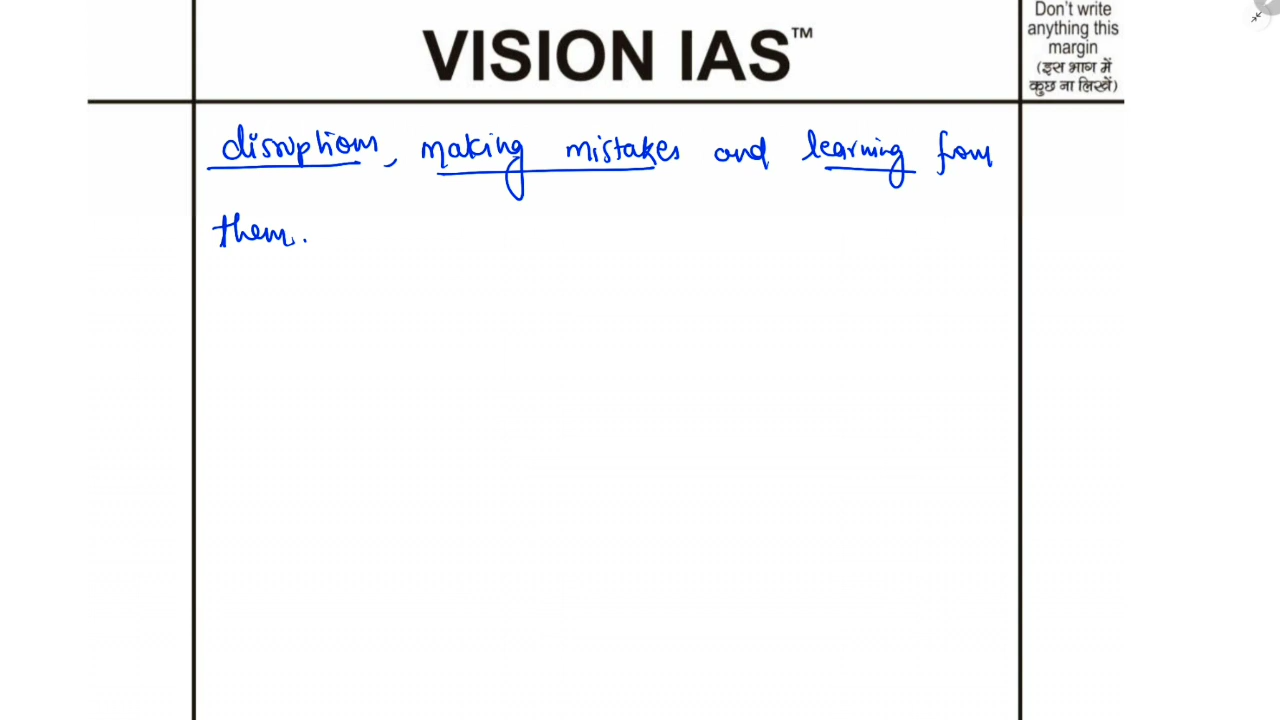 VISION IAS™
Don't write
anything this
margin
(इस भाग में
कुछ ना लिखें)
disruptions, making mistakes and learning from
them.